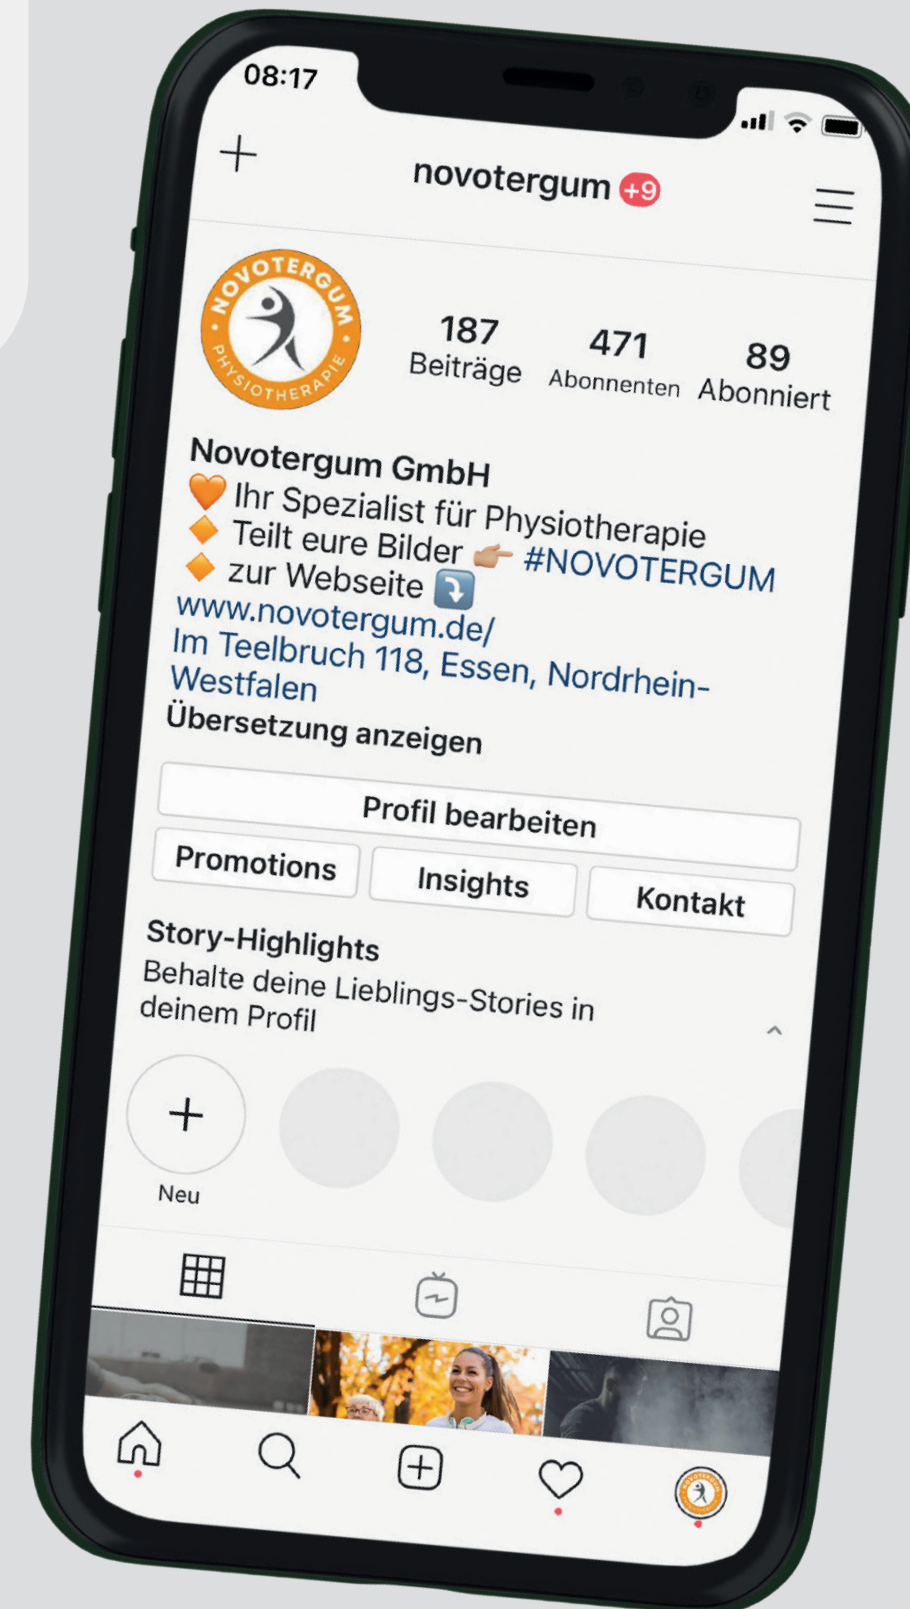 08:17
novotergum +9
NOVOTERGUM
PHYSIOTHERAPIE
187 471 89
Beiträge Abonnenten Abonniert
Novotergum GmbH
🧡 Ihr Spezialist für Physiotherapie
🔸 Teilt eure Bilder 👉🏼 #NOVOTERGUM
🔸 zur Webseite ⤵️
www.novotergum.de/
Im Teelbruch 118, Essen, Nordrhein-
Westfalen
Übersetzung anzeigen
Profil bearbeiten
Promotions Insights Kontakt
Story-Highlights
Behalte deine Lieblings-Stories in
deinem Profil
Neu